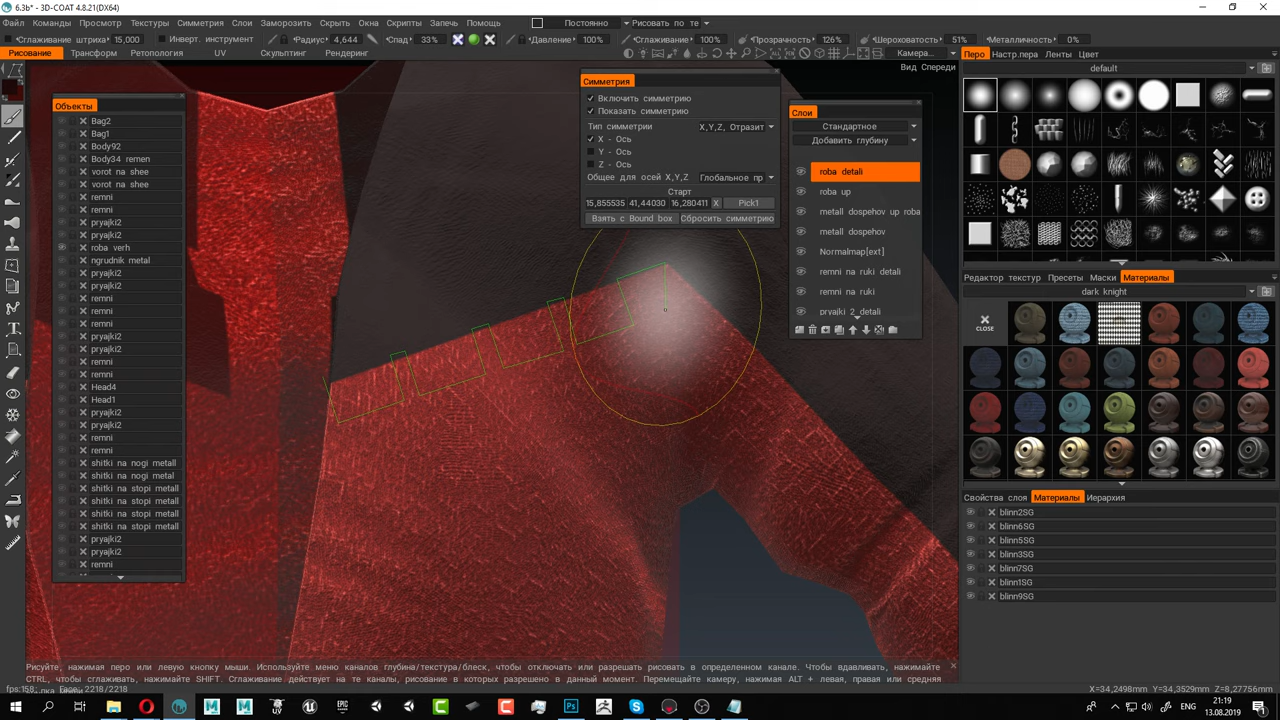 6.3b* - 3D-COAT 4.8.21(DX64)
Файл Команды Просмотр Текстуры Симметрия Слои Заморозить Скрыть Окна Скрипты Запечь Помощь Постоянно Рисовать по те
Сглаживание штриха 15,000 Инверт. инструмент Радиус 4,644 Спад 33% Давление 100% Сглаживание 100% Прозрачность 126% Шероховатость 51% Металличность 0%
Рисование Трансформ Ретопология UV Скульптинг Рендеринг Камера...
Вид Спереди
Объекты
Bag2
Bag1
Body92
Body34 remen
vorot na shee
vorot na shee
remni
remni
pryajki2
pryajki2
roba verh
ngrudnik metal
pryajki2
pryajki2
remni
remni
remni
pryajki2
pryajki2
remni
remni
Head4
Head1
pryajki2
pryajki2
remni
remni
shitki na nogi metall
shitki na nogi metal
shitki na stopi metall
shitki na stopi metall
shitki na stopi metall
shitki na stopi metall
pryajki2
pryajki2
remni
Симметрия
Включить симметрию
Показать симметрию
Тип симметрии X,Y,Z, Отразит
X - Ось
Y - Ось
Z - Ось
Общее для осей X,Y,Z Глобальное пр
Старт
15,855535 41,44030 16,280411 X Pick1
Взять с Bound box Сбросить симметрию
Слои
Стандартное
Добавить глубину
roba detali
roba up
metall dospehov up roba
metall dospehov
Normalmap[ext]
remni na ruki detali
remni na ruki
pryajki 2 detali
Перо Настр.пера Ленты Цвет
default
Редактор текстур Пресеты Маски Материалы
dark knight
CLOSE
Свойства слоя Материалы Иерархия
blinn2SG
blinn6SG
blinn5SG
blinn3SG
blinn7SG
blinn1SG
blinn9SG
Рисуйте, нажимая перо или левую кнопку мыши. Используйте меню каналов глубина/текстура/блеск, чтобы отключить или разрешать рисовать в определенном канале. Чтобы вдавливать, нажимайте
CTRL, чтобы сглаживать, нажимайте SHIFT. Сглаживание действует на те каналы, рисование в которых разрешено в данный момент. Перемещайте камеру, нажимая ALT + левая, правая или средняя
fps:158 2218/2218 X=34,2498mm Y=34,3529mm Z=8,27756mm
ENG 21:19
13.08.2019